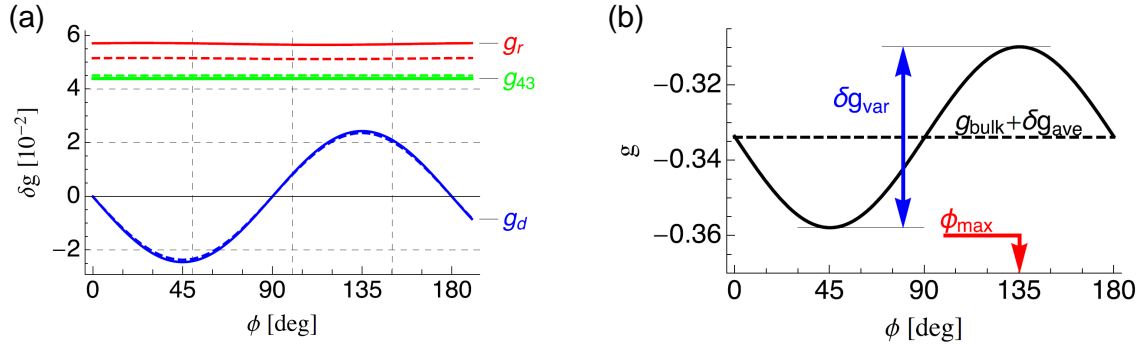 (a)
δg [10⁻²]
6
4
2
0
−2
0 45 90 135 180
ϕ [deg]
g_r
g_43
g_d
(b)
g
−0.32
−0.34
−0.36
0 45 90 135 180
ϕ [deg]
δg_var
g_bulk+δg_ave
ϕ_max